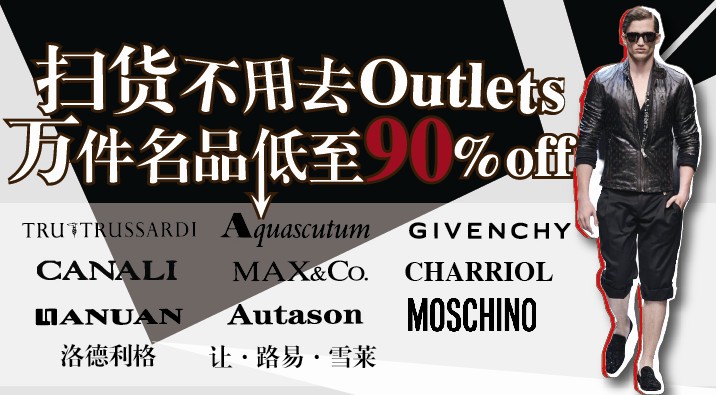 扫货不用去Outlets
万件名品低至90%off
TRU TRUSSARDI Aquascutum GIVENCHY
CANALI MAX&CO. CHARRIOL
HANUAN Autason MOSCHINO
洛德利格 让·路易·雪莱